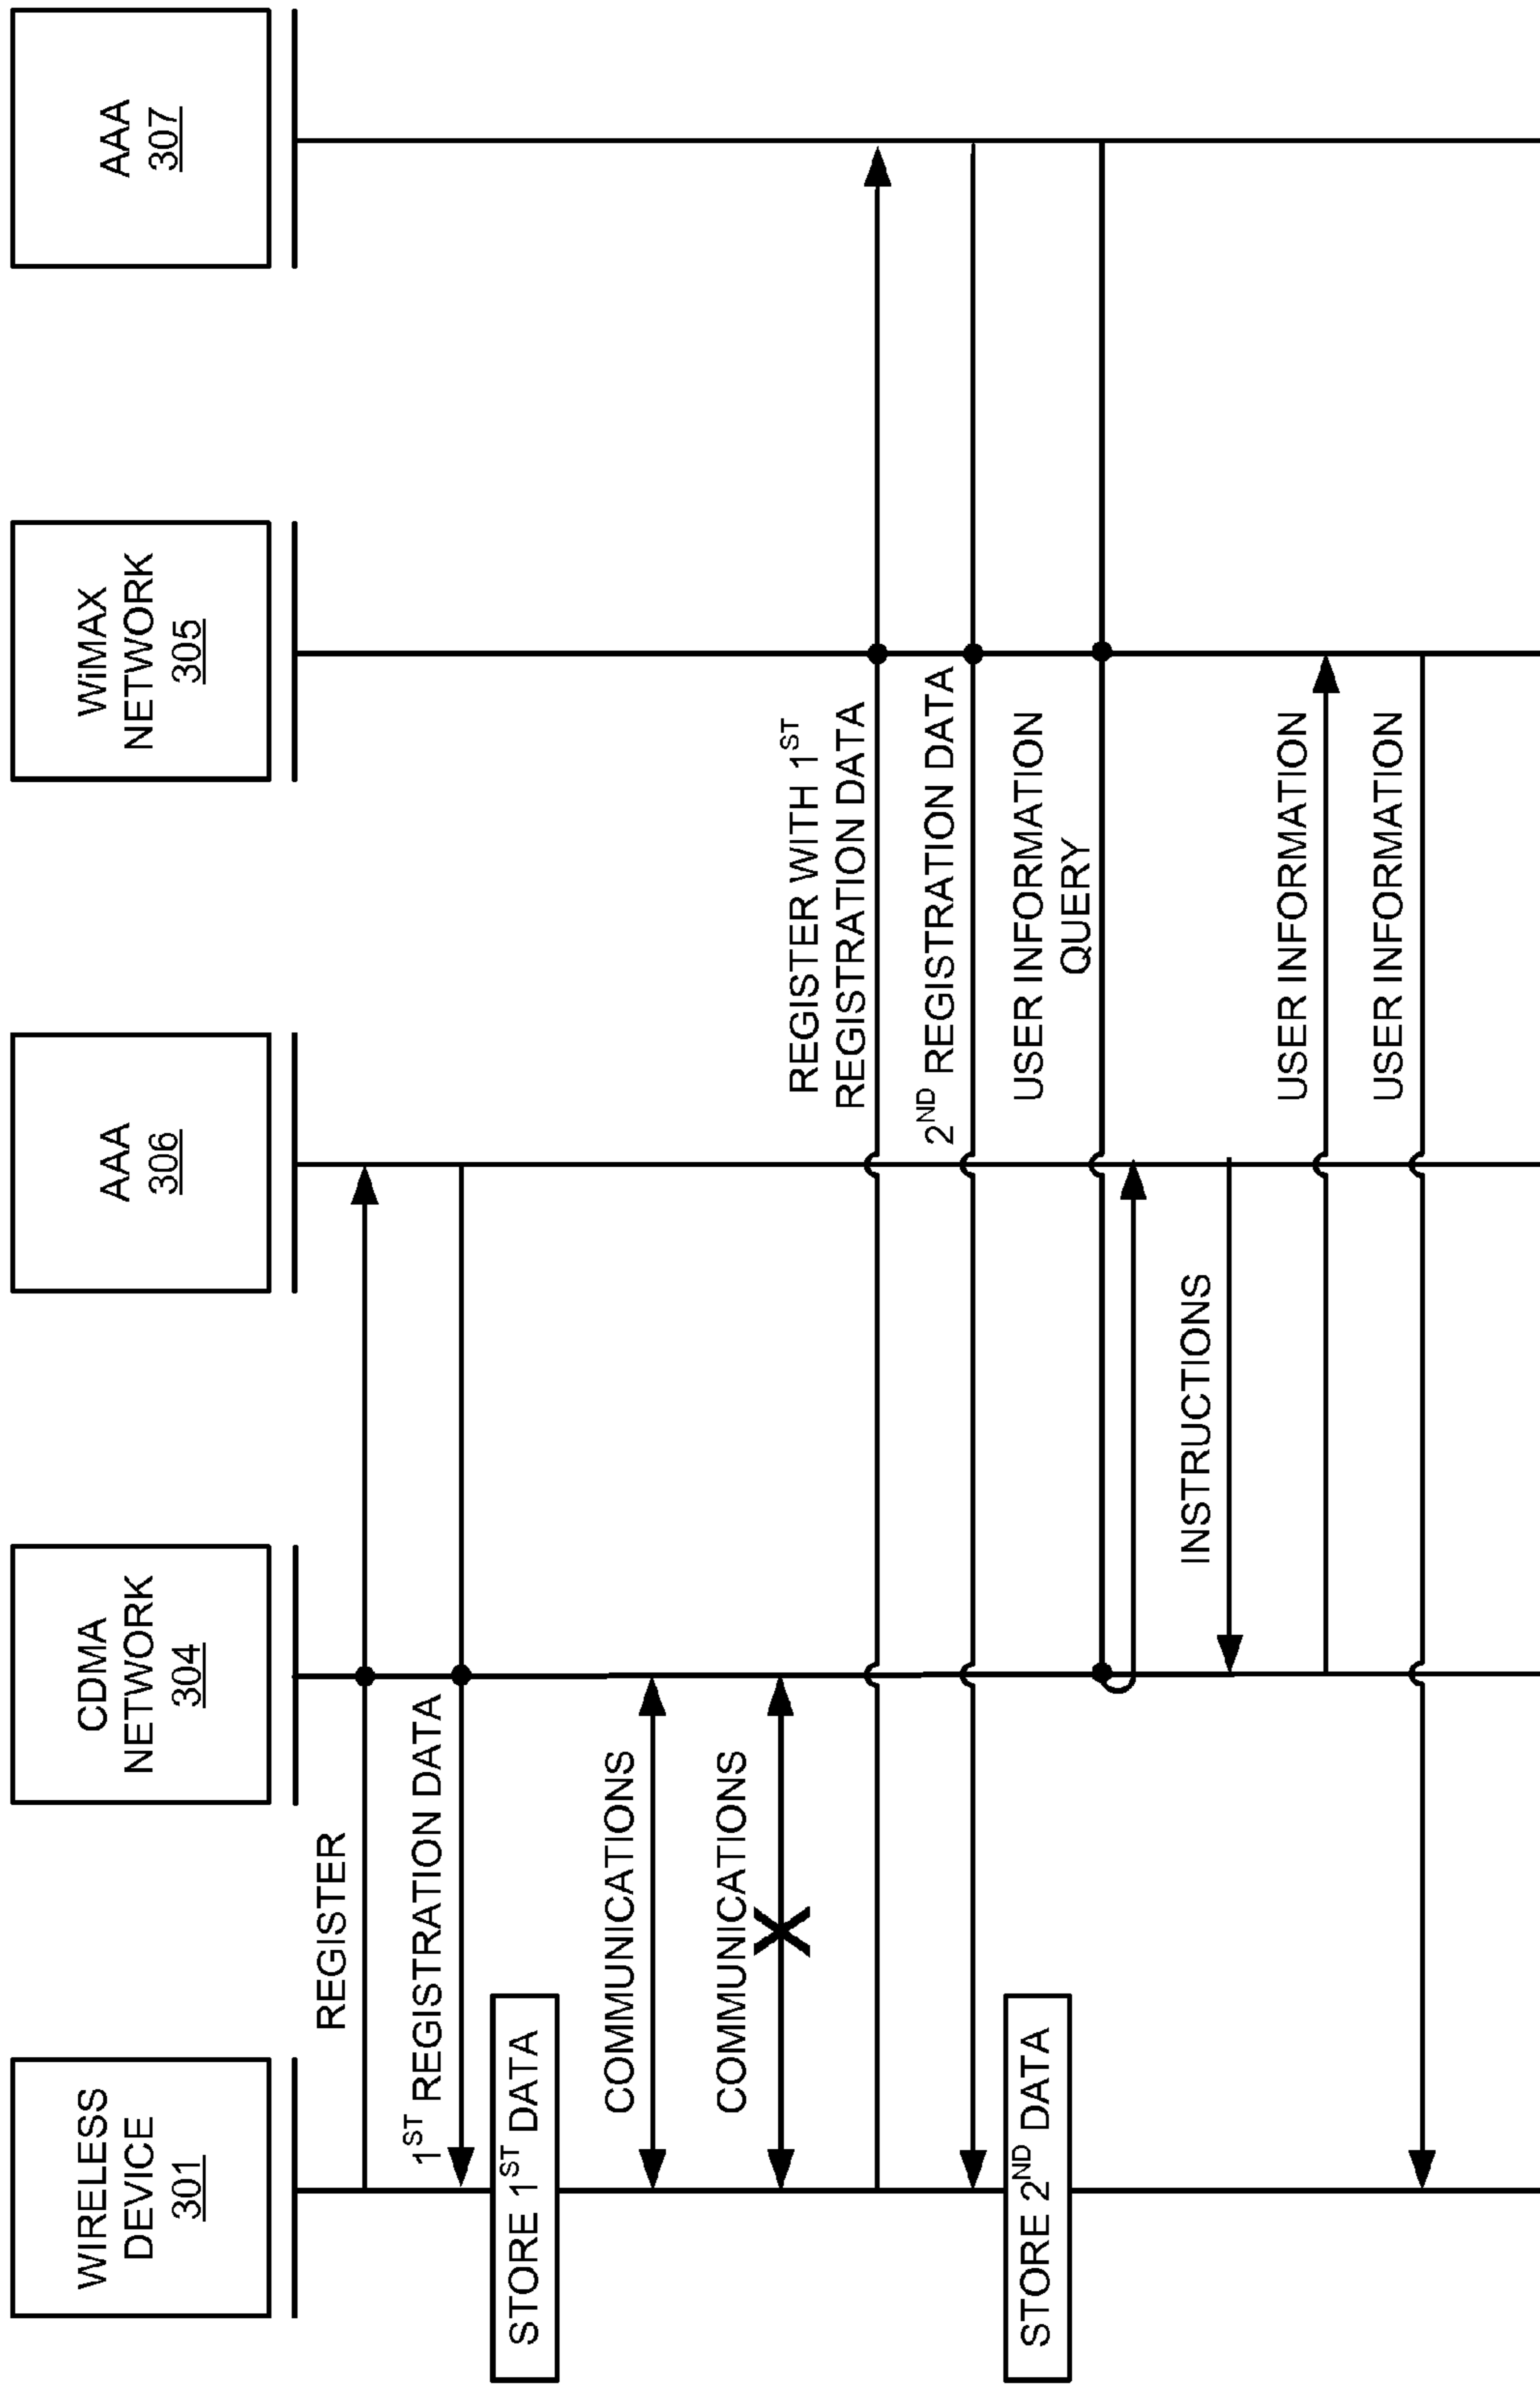 WIRELESS
DEVICE
301
CDMA
NETWORK
304
AAA
306
WiMAX
NETWORK
305
AAA
307
REGISTER
1ST REGISTRATION DATA
STORE 1ST DATA
COMMUNICATIONS
COMMUNICATIONS
REGISTER WITH 1ST
REGISTRATION DATA
2ND REGISTRATION DATA
STORE 2ND DATA
USER INFORMATION
QUERY
INSTRUCTIONS
USER INFORMATION
USER INFORMATION